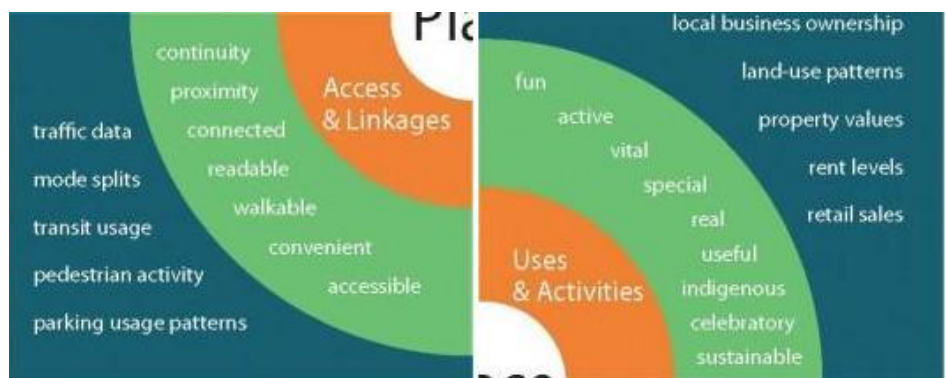 Pla
continuity
proximity
connected
readable
walkable
convenient
accessible
Access
& Linkages
traffic data
mode splits
transit usage
pedestrian activity
parking usage patterns
local business ownership
land-use patterns
property values
rent levels
retail sales
fun
active
vital
special
real
useful
indigenous
celebratory
sustainable
Uses
& Activities